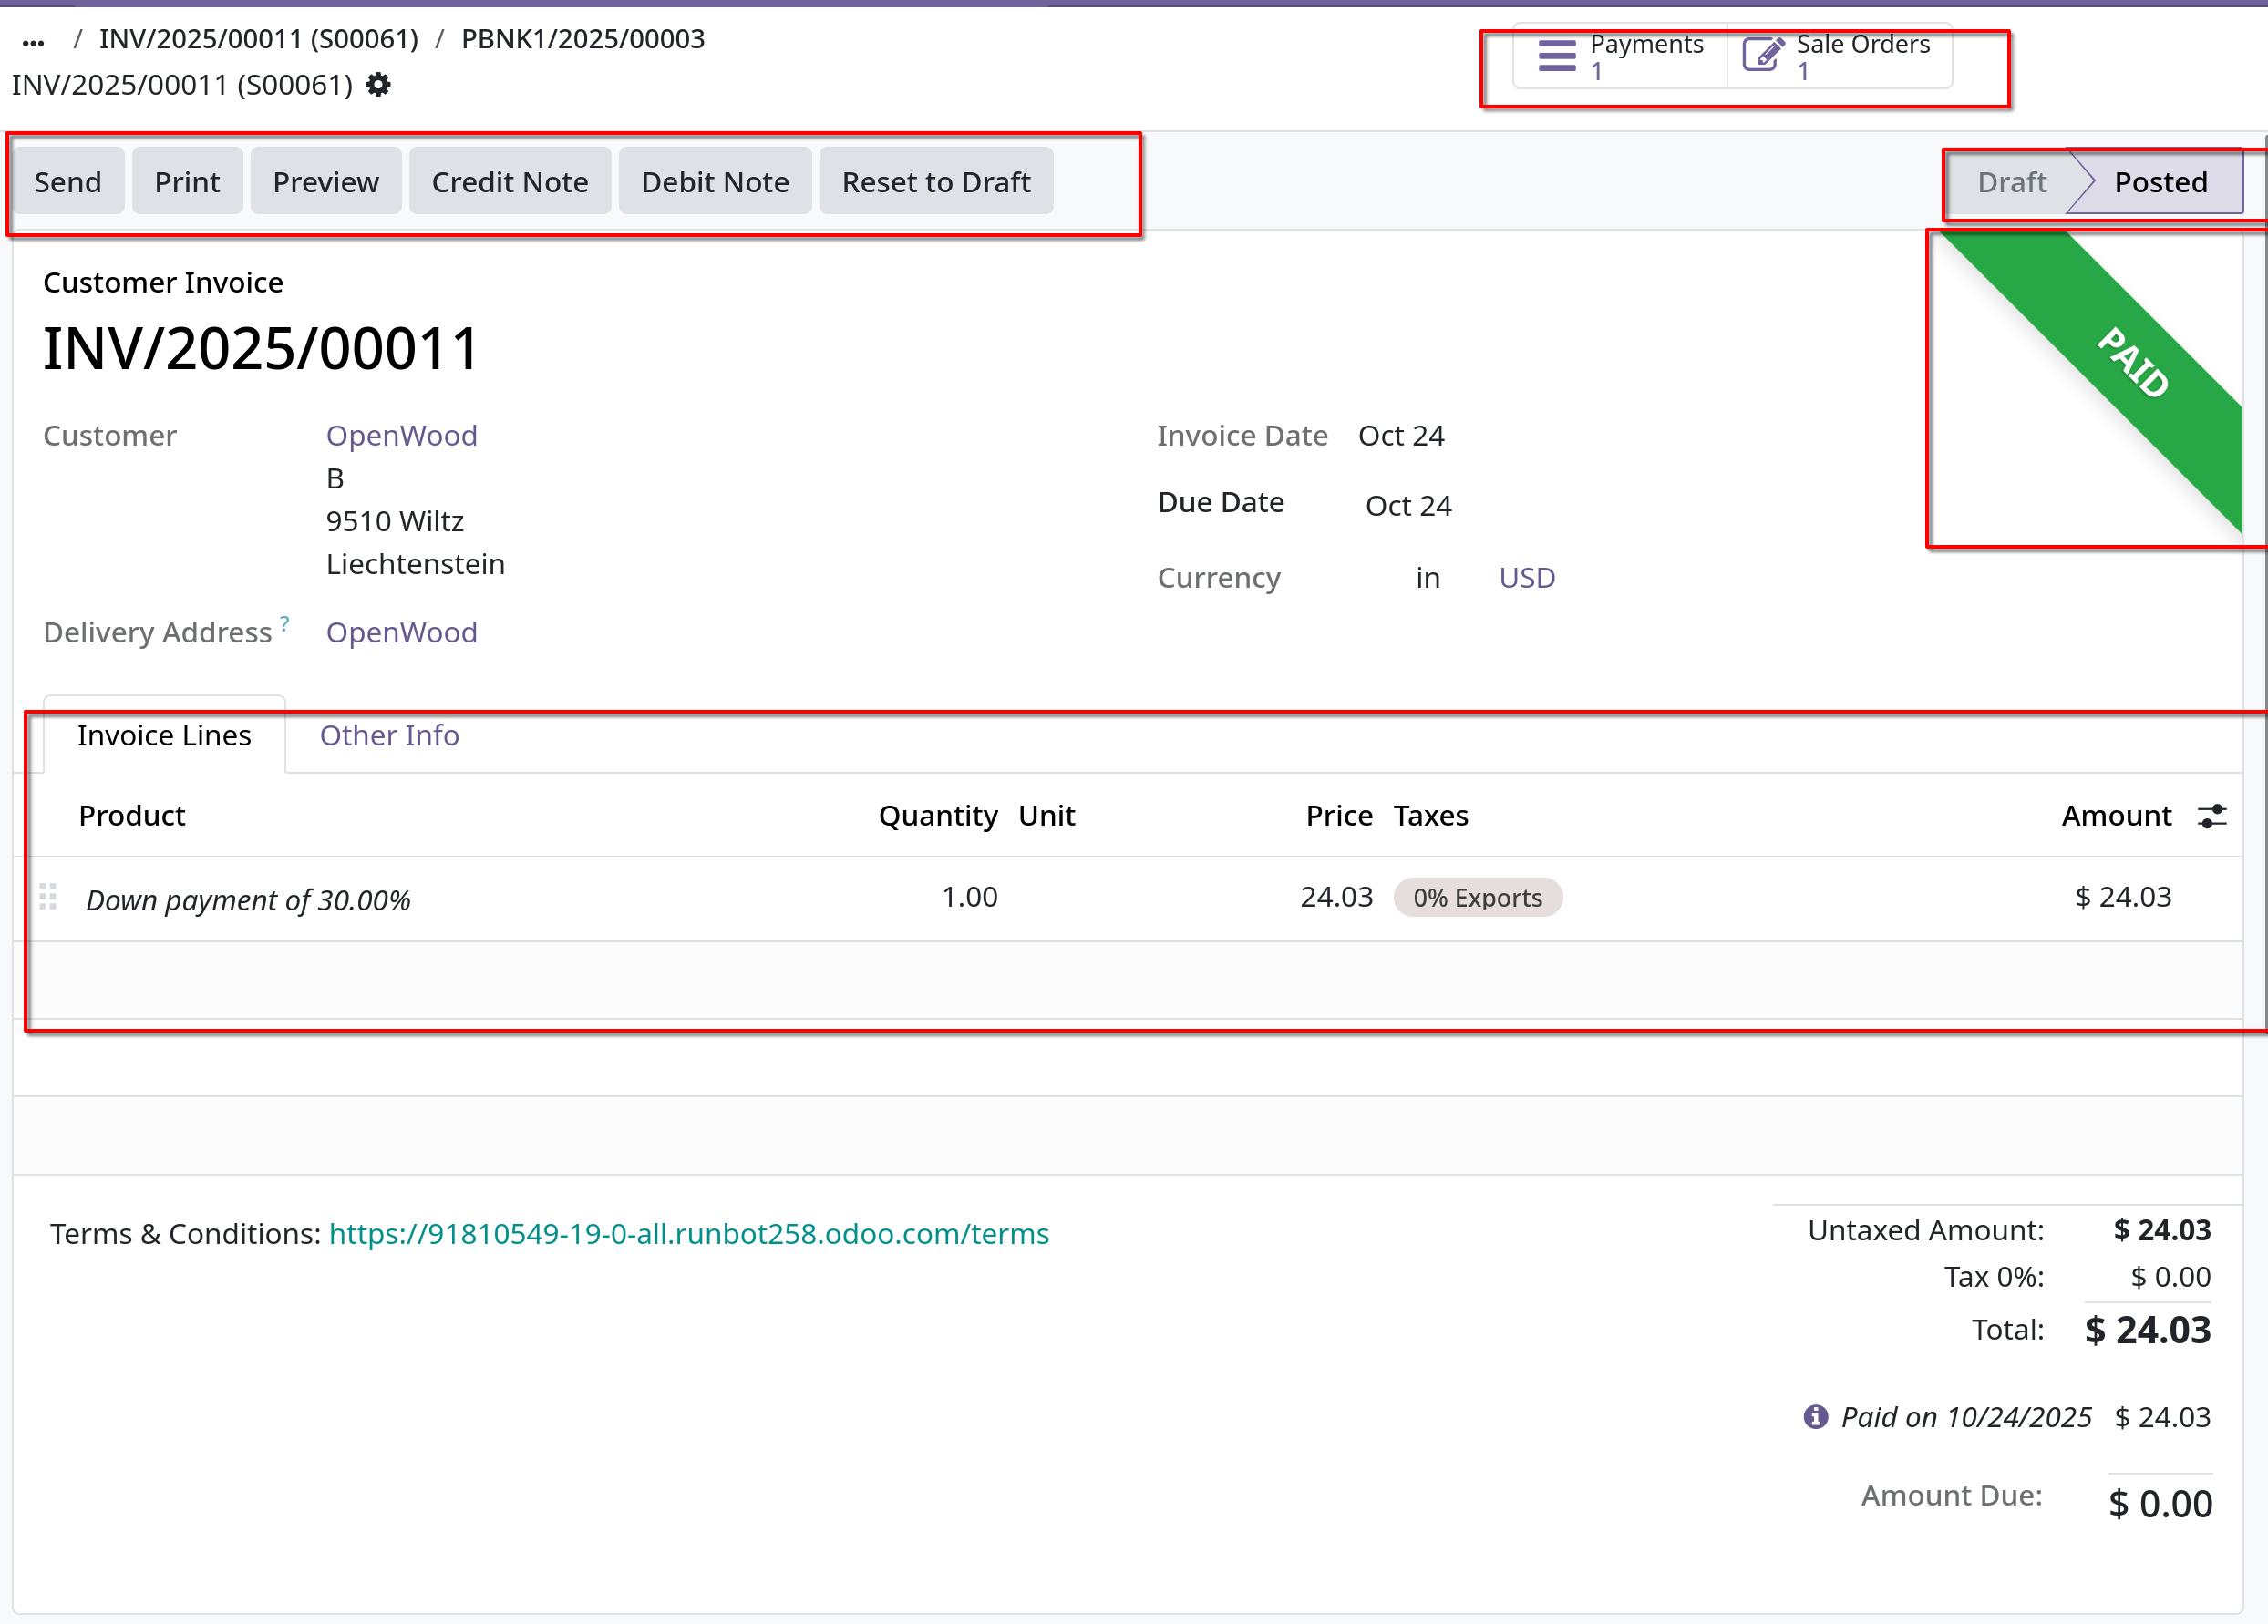 ... / INV/2025/00011 (S00061) / PBNK1/2025/00003
INV/2025/00011 (S00061)
Payments
1
Sale Orders
1
Send Print Preview Credit Note Debit Note Reset to Draft
Draft Posted
PAID
Customer Invoice
INV/2025/00011
Customer OpenWood
B
9510 Wiltz
Liechtenstein
Delivery Address ? OpenWood
Invoice Date Oct 24
Due Date Oct 24
Currency in USD
Invoice Lines Other Info
Product Quantity Unit Price Taxes Amount
Down payment of 30.00% 1.00 24.03 0% Exports $ 24.03
Terms & Conditions: https://91810549-19-0-all.runbot258.odoo.com/terms
Untaxed Amount: $ 24.03
Tax 0%: $ 0.00
Total: $ 24.03
Paid on 10/24/2025 $ 24.03
Amount Due: $ 0.00